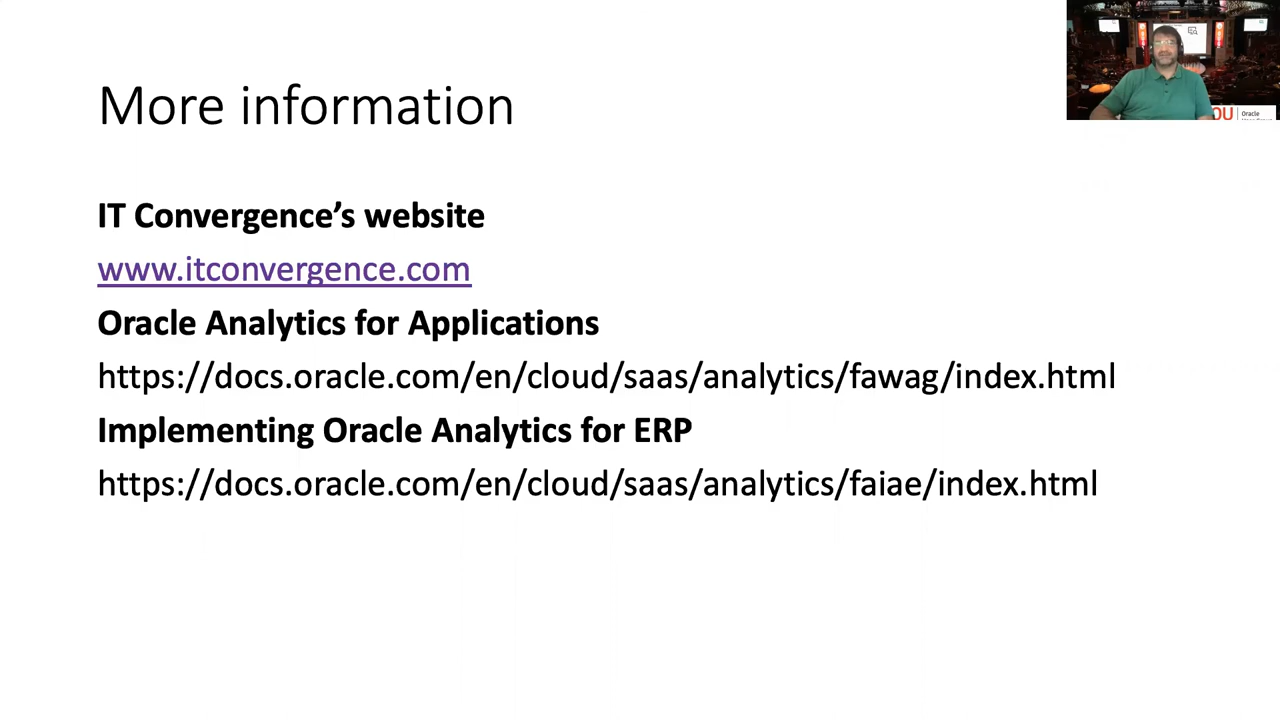 More information
IT Convergence’s website
www.itconvergence.com
Oracle Analytics for Applications
https://docs.oracle.com/en/cloud/saas/analytics/fawag/index.html
Implementing Oracle Analytics for ERP
https://docs.oracle.com/en/cloud/saas/analytics/faiae/index.html
OU
Oracle